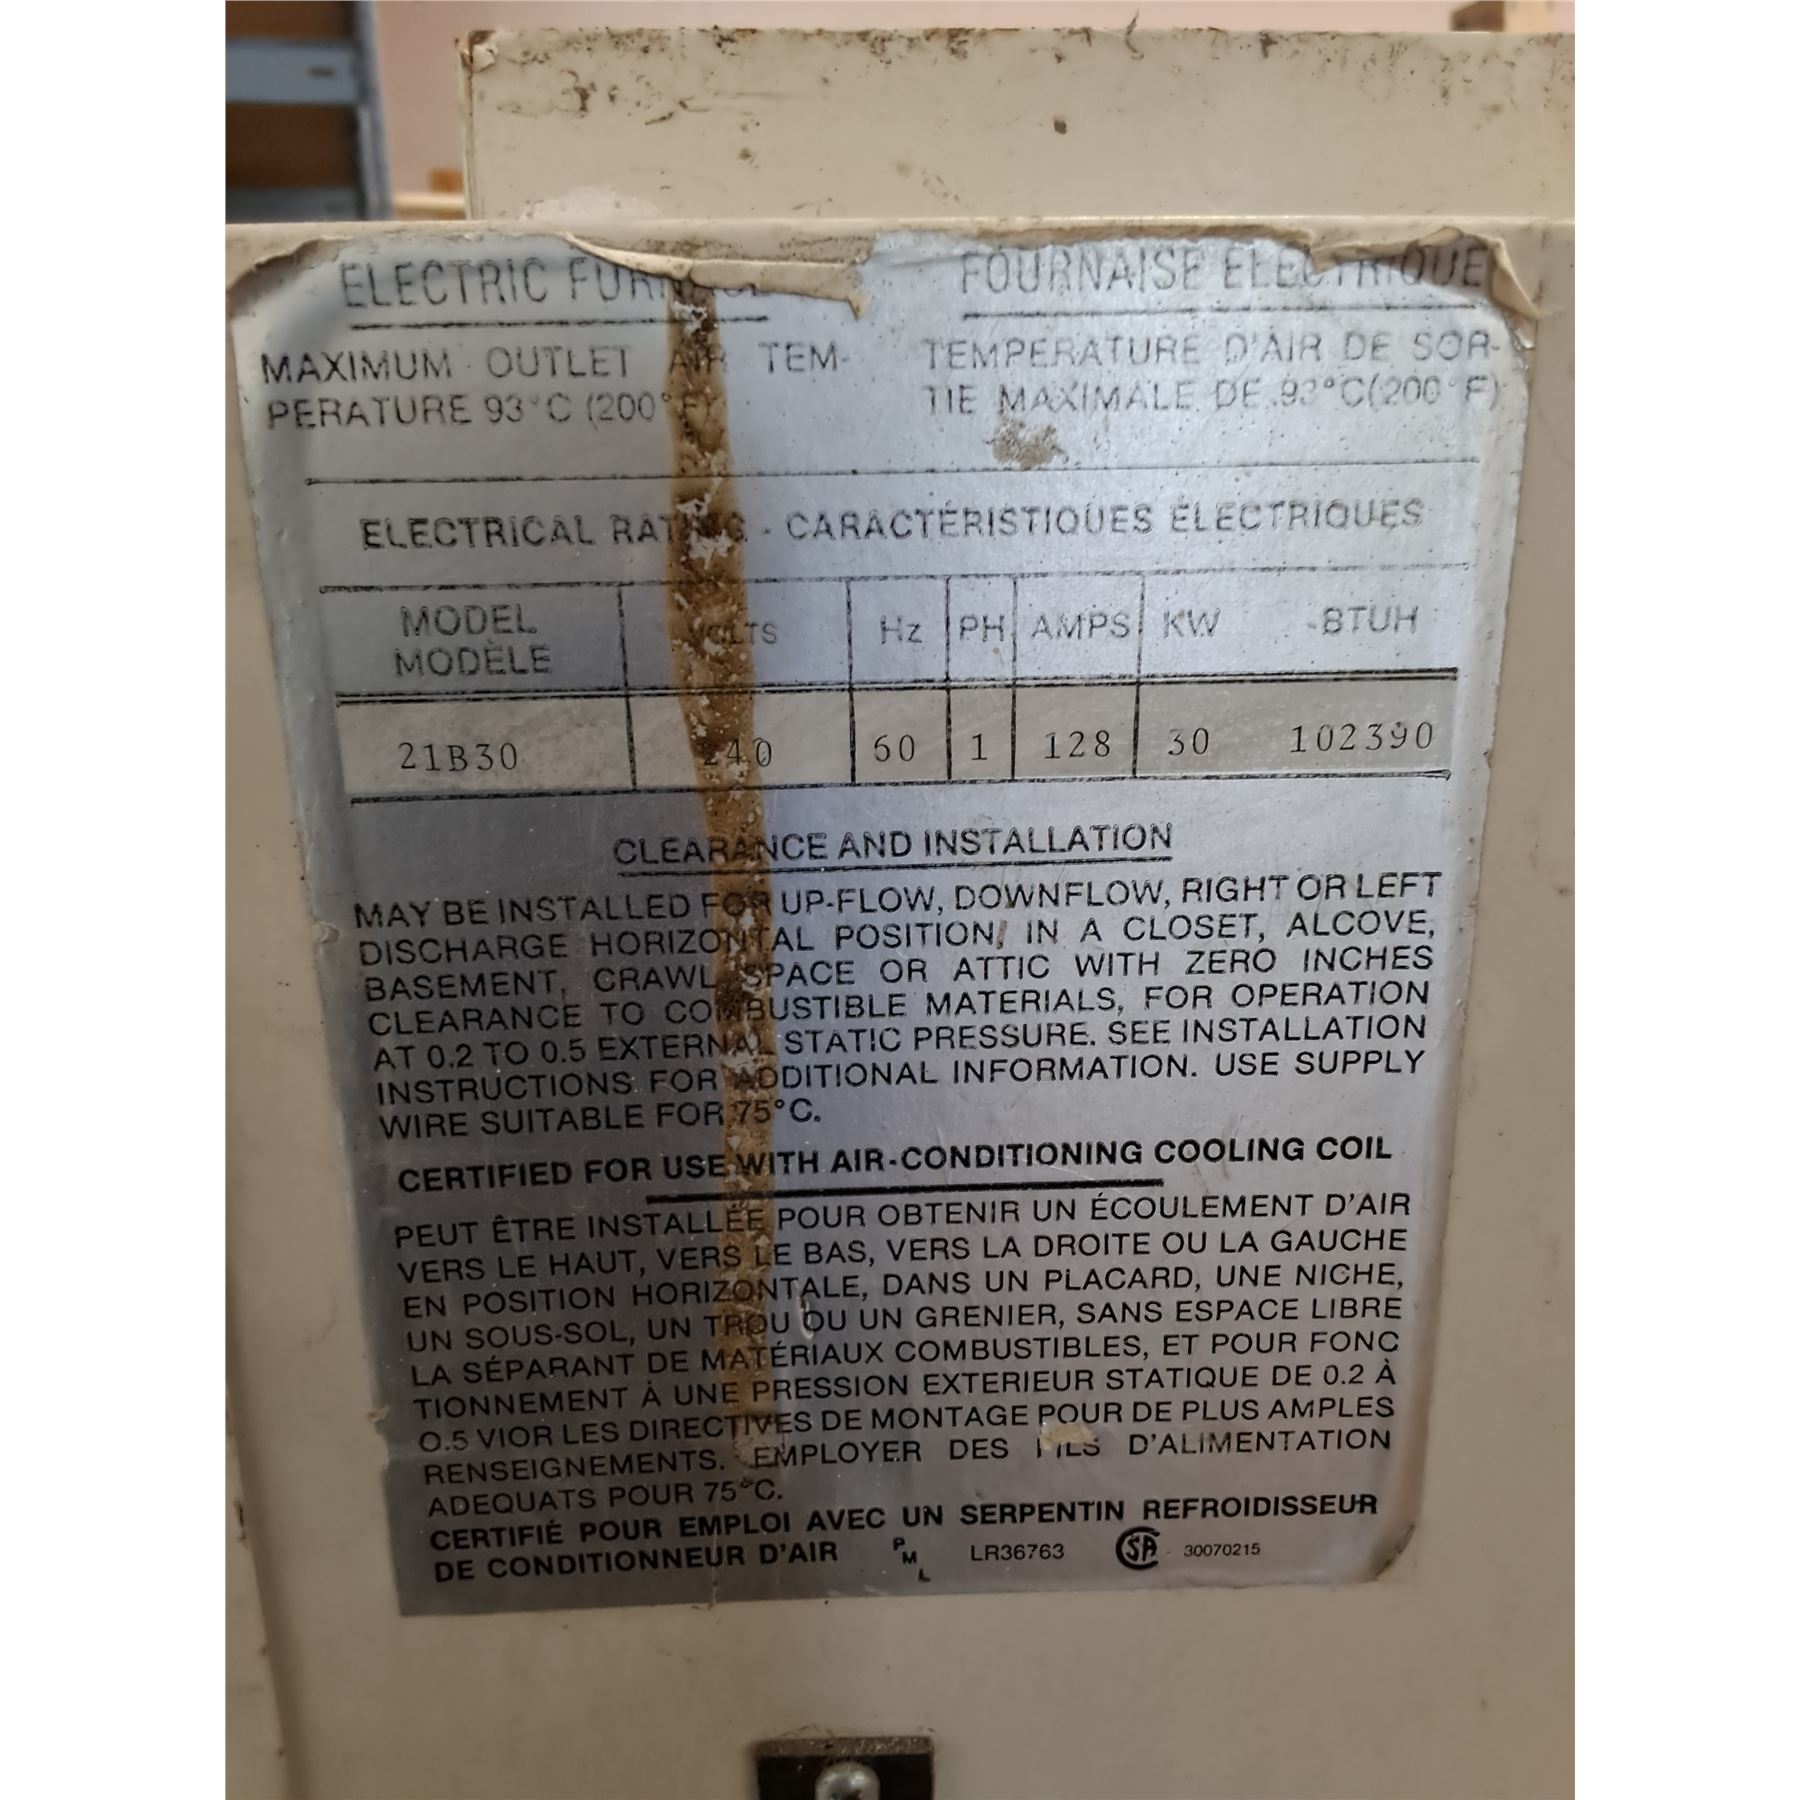 ELECTRIC FURNACE
FOURNAISE ELECTRIQUE
MAXIMUM OUTLET AIR TEM-
PERATURE 93°C (200°F)
TEMPERATURE D'AIR DE SOR-
TIE MAXIMALE DE 93°C(200°F)
ELECTRICAL RATING - CARACTÉRISTIQUES ÉLECTRIQUES
MODEL VOLTS Hz PH AMPS KW BTUH
MODÈLE
21B30 240 60 1 128 30 102390
CLEARANCE AND INSTALLATION
MAY BE INSTALLED FOR UP-FLOW, DOWNFLOW, RIGHT OR LEFT
DISCHARGE HORIZONTAL POSITION, IN A CLOSET, ALCOVE,
BASEMENT, CRAWL SPACE OR ATTIC WITH ZERO INCHES
CLEARANCE TO COMBUSTIBLE MATERIALS, FOR OPERATION
AT 0.2 TO 0.5 EXTERNAL STATIC PRESSURE. SEE INSTALLATION
INSTRUCTIONS FOR ADDITIONAL INFORMATION. USE SUPPLY
WIRE SUITABLE FOR 75°C.
CERTIFIED FOR USE WITH AIR-CONDITIONING COOLING COIL
PEUT ÊTRE INSTALLÉE POUR OBTENIR UN ÉCOULEMENT D'AIR
VERS LE HAUT, VERS LE BAS, VERS LA DROITE OU LA GAUCHE
EN POSITION HORIZONTALE, DANS UN PLACARD, UNE NICHE,
UN SOUS-SOL, UN TROU OU UN GRENIER, SANS ESPACE LIBRE
LA SÉPARANT DE MATÉRIAUX COMBUSTIBLES, ET POUR FONC
TIONNEMENT À UNE PRESSION EXTERIEUR STATIQUE DE 0.2 À
O.5 VIOR LES DIRECTIVES DE MONTAGE POUR DE PLUS AMPLES
RENSEIGNEMENTS. EMPLOYER DES FILS D'ALIMENTATION
ADEQUATS POUR 75°C.
CERTIFIÉ POUR EMPLOI AVEC UN SERPENTIN REFROIDISSEUR
DE CONDITIONNEUR D'AIR PML LR36763 SA 30070215